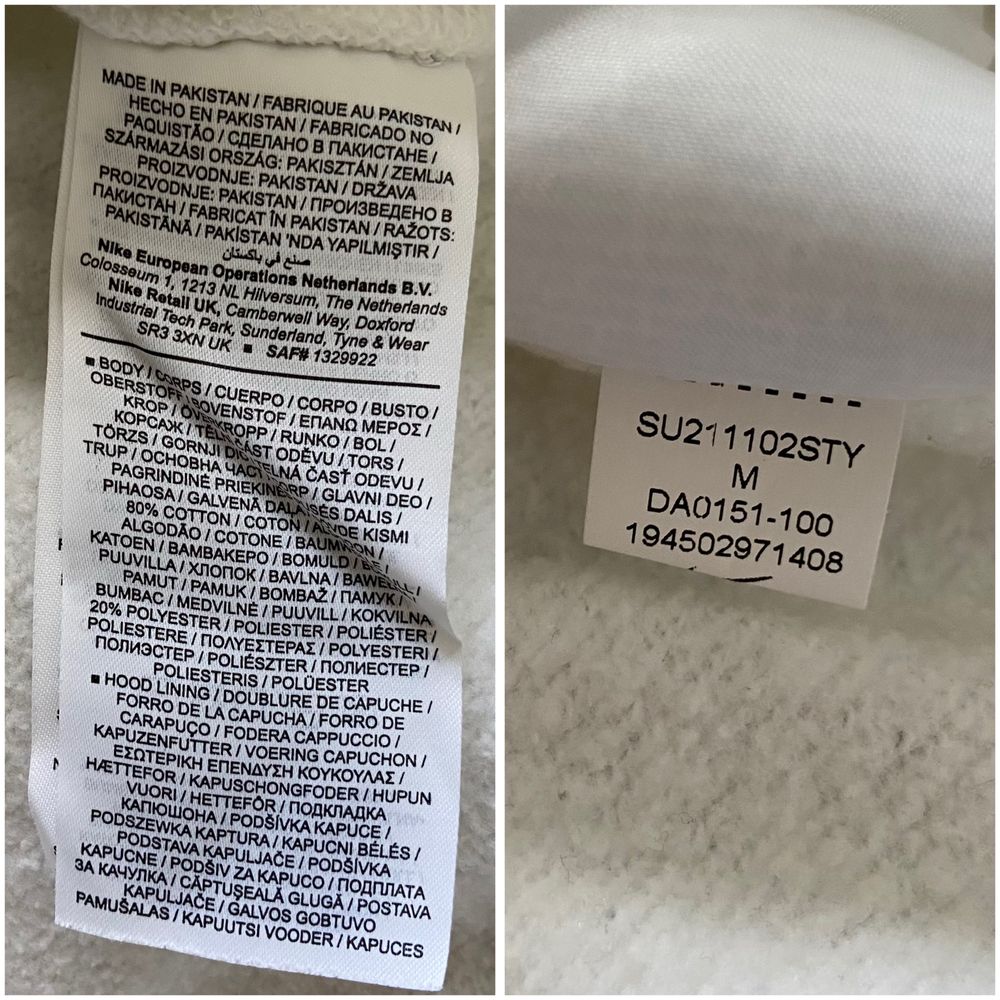 MADE IN PAKISTAN / FABRIQUE AU PAKISTAN /
HECHO EN PAKISTAN / FABRICADO NO
PAQUISTÃO / СДЕЛАНО В ПАКИСТАНЕ /
SZÁRMAZÁSI ORSZÁG: PAKISZTÁN / ZEMLJA
PROIZVODNJE: PAKISTAN / DRŽAVA
PROIZVODNJE: PAKISTAN / ПРОИЗВЕДЕНО В
ПАКИСТАН / FABRICAT ÎN PAKISTAN / RAŽOTS:
PAKISTĀNĀ / PAKİSTAN 'NDA YAPILMIŞTIR /
صنع في باكستان
Nike European Operations Netherlands B.V.
Colosseum 1, 1213 NL Hilversum, The Netherlands
Nike Retail UK, Camberwell Way, Doxford
Industrial Tech Park, Sunderland, Tyne & Wear
SR3 3XN UK ■ SAF# 1329922
■ BODY / CORPS / CUERPO / CORPO / BUSTO /
OBERSTOFF / BOVENSTOF / ΕΠΑΝΩ ΜΕΡΟΣ /
KROP / ÖVERKROPP / RUNKO / BOL /
КОРСАЖ / ODĚVU / TORS /
TÖRZS / GORNJI
TRUP / ОСНОВНА ČASŤ ODEVU /
PAGRINDINĖ / GLAVNI DEO /
PIHAOSA / GALVENĀ DAĻA DALIS /
80% COTTON / COTON / KISMI
ALGODÃO / COTONE / BAUMWOLLE /
KATOEN / ΒΑΜΒΑΚΕΡΟ / BOMULD /
PUUVILLA / ХЛОПОК / BAVLNA / BAWEŁNA /
PAMUT / PAMUK / BOMBAŽ / ПАМУК /
BUMBAC / MEDVILNĖ / PUUVILL / KOKVILNA
20% POLYESTER / POLIESTER / POLIÉSTER /
POLIESTERE / ΠΟΛΥΕΣΤΕΡΑΣ / POLYESTERI /
ПОЛИЭСТЕР / POLIÉSZTER / ПОЛИЕСТЕР /
POLIESTERIS / POLÜESTER
■ HOOD LINING / DOUBLURE DE CAPUCHE /
FORRO DE LA CAPUCHA / FORRO DE
CARAPUÇO / FODERA CAPPUCCIO /
KAPUZENFUTTER / VOERING CAPUCHON /
ΕΣΩΤΕΡΙΚΗ ΕΠΕΝΔΥΣΗ ΚΟΥΚΟΥΛΑΣ /
HÆTTEFOR / KAPUSCHONGFODER / HUPUN
VUORI / HETTEFÔR / ПОДКЛАДКА
КАПЮШОНА / PODŠÍVKA KAPUCE /
PODSZEWKA KAPTURA / KAPUCNI BÉLÉS /
PODSTAVA KAPULJAČE / PODŠÍVKA
KAPUCNE / PODŠIV ZA KAPUCO / ПОДПЛАТА
ЗА КАЧУЛКА / CĂPTUȘEALĂ GLUGĂ / POSTAVA
KAPULJAČE / GALVOS GOBTUVO
PAMUŠALAS / KAPUUTSI VOODER / KAPUCES
SU211102STY
M
DA0151-100
194502971408